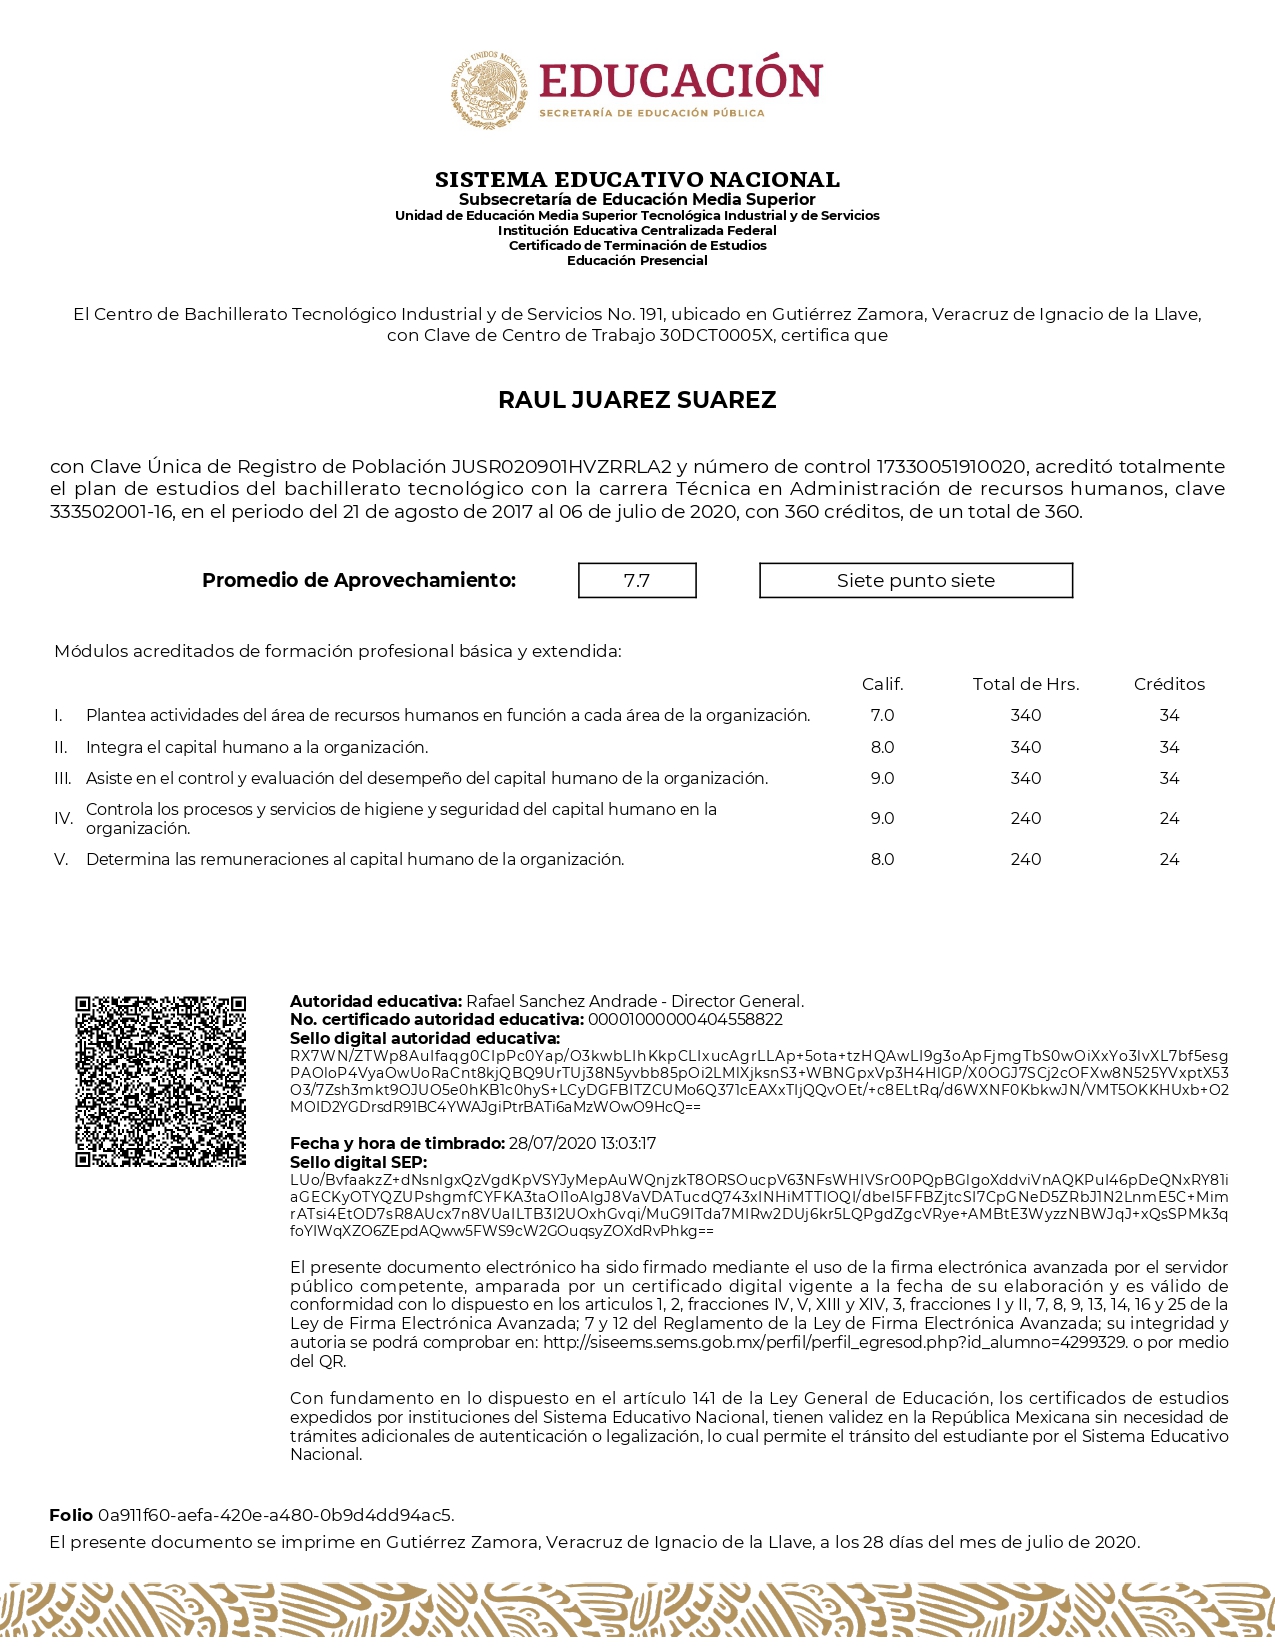 ESTADOS UNIDOS MEXICANOS
EDUCACIÓN
SECRETARÍA DE EDUCACIÓN PÚBLICA
SISTEMA EDUCATIVO NACIONAL
Subsecretaría de Educación Media Superior
Unidad de Educación Media Superior Tecnológica Industrial y de Servicios
Institución Educativa Centralizada Federal
Certificado de Terminación de Estudios
Educación Presencial
El Centro de Bachillerato Tecnológico Industrial y de Servicios No. 191, ubicado en Gutiérrez Zamora, Veracruz de Ignacio de la Llave,
con Clave de Centro de Trabajo 30DCT0005X, certifica que
RAUL JUAREZ SUAREZ
con Clave Única de Registro de Población JUSR020901HVZRRLA2 y número de control 17330051910020, acreditó totalmente
el plan de estudios del bachillerato tecnológico con la carrera Técnica en Administración de recursos humanos, clave
333502001-16, en el periodo del 21 de agosto de 2017 al 06 de julio de 2020, con 360 créditos, de un total de 360.
Promedio de Aprovechamiento: 7.7 Siete punto siete
Módulos acreditados de formación profesional básica y extendida:
Calif. Total de Hrs. Créditos
I. Plantea actividades del área de recursos humanos en función a cada área de la organización. 7.0 340 34
II. Integra el capital humano a la organización. 8.0 340 34
III. Asiste en el control y evaluación del desempeño del capital humano de la organización. 9.0 340 34
IV. Controla los procesos y servicios de higiene y seguridad del capital humano en la
organización. 9.0 240 24
V. Determina las remuneraciones al capital humano de la organización. 8.0 240 24
Autoridad educativa: Rafael Sanchez Andrade - Director General.
No. certificado autoridad educativa: 00001000000404558822
Sello digital autoridad educativa:
RX7WN/ZTWp8AuIfaqg0CIpPc0Yap/O3kwbLIhKkpCLIxucAgrLLAp+5ota+tzHQAwLI9g3oApFjmgTbS0wOiXxYo3IvXL7bf5esg
PAOIoP4VyaOwUoRaCnt8kjQBQ9UrTUj38N5yvbb85pOi2LMIXjksnS3+WBNGpxVp3H4HIGP/X0OGJ7SCj2cOFXw8N525YVxptX53
O3/7Zsh3mkt9OJUO5e0hKB1c0hyS+LCyDGFBITZCUMo6Q371cEAXxTIjQQvOEt/+c8ELtRq/d6WXNF0KbkwJN/VMT5OKKHUxb+O2
MOID2YGDrsdR91BC4YWAJgiPtrBATi6aMzWOwO9HcQ==
Fecha y hora de timbrado: 28/07/2020 13:03:17
Sello digital SEP:
LUo/BvfaakzZ+dNsnIgxQzVgdKpVSYJyMepAuWQnjzkT8ORSOucpV63NFsWHIVSrO0PQpBGIgoXddviVnAQKPuI46pDeQNxRY81i
aGECKyOTYQZUPshgmfCYFKA3taOI1oAIgJ8VaVDATucdQ743xINHiMTTIOQI/dbeI5FFBZjtcSI7CpGNeD5ZRbJ1N2LnmE5C+Mim
rATsi4EtOD7sR8AUcx7n8VUaILTB3I2UOxhGvqi/MuG9ITda7MIRw2DUj6kr5LQPgdZgcVRye+AMBtE3WyzzNBWJqJ+xQsSPMk3q
foYIWqXZO6ZEpdAQww5FWS9cW2GOuqsyZOXdRvPhkg==
El presente documento electrónico ha sido firmado mediante el uso de la firma electrónica avanzada por el servidor
público competente, amparada por un certificado digital vigente a la fecha de su elaboración y es válido de
conformidad con lo dispuesto en los articulos 1, 2, fracciones IV, V, XIII y XIV, 3, fracciones I y II, 7, 8, 9, 13, 14, 16 y 25 de la
Ley de Firma Electrónica Avanzada; 7 y 12 del Reglamento de la Ley de Firma Electrónica Avanzada; su integridad y
autoria se podrá comprobar en: http://siseems.sems.gob.mx/perfil/perfil_egresod.php?id_alumno=4299329. o por medio
del QR.
Con fundamento en lo dispuesto en el artículo 141 de la Ley General de Educación, los certificados de estudios
expedidos por instituciones del Sistema Educativo Nacional, tienen validez en la República Mexicana sin necesidad de
trámites adicionales de autenticación o legalización, lo cual permite el tránsito del estudiante por el Sistema Educativo
Nacional.
Folio 0a911f60-aefa-420e-a480-0b9d4dd94ac5.
El presente documento se imprime en Gutiérrez Zamora, Veracruz de Ignacio de la Llave, a los 28 días del mes de julio de 2020.